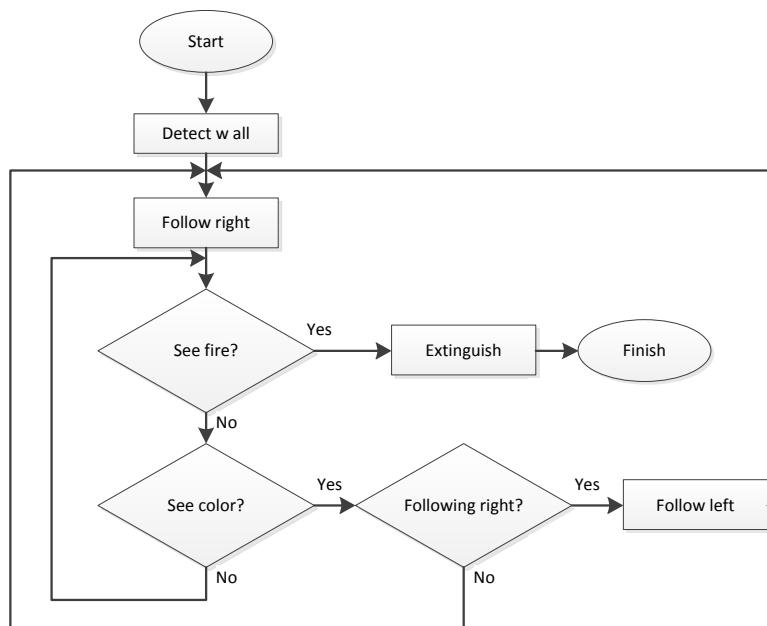 Start
Detect w all
Follow right
See fire?
Yes
Extinguish
Finish
No
See color?
Yes
Following right?
Yes
Follow left
No
No